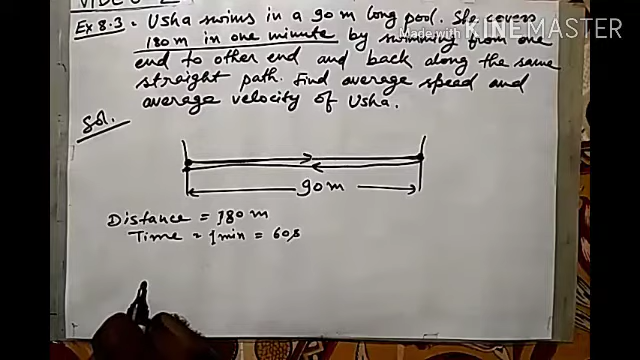 Ex 8.3 = Usha swims in a 90 m long pool. She covers
180 m in one minute by swimming from one
end to other end and back along the same
straight path. Find average speed and
average velocity of Usha.
Sol.
90 m
Distance = 180 m
Time = 1 min = 60 s
Made with KINEMASTER